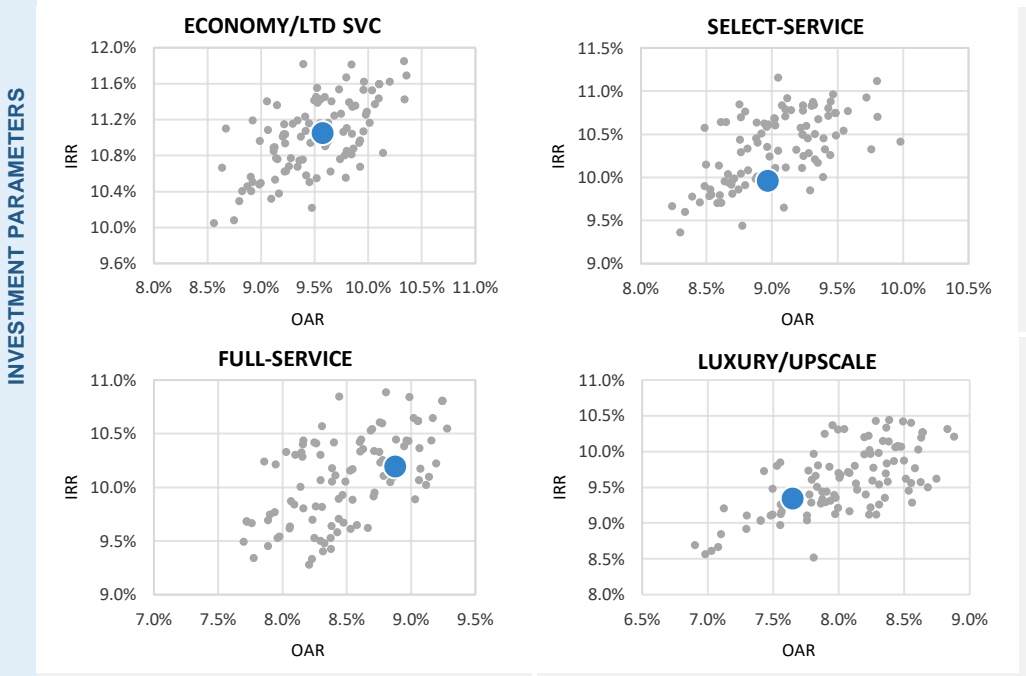 INVESTMENT PARAMETERS
ECONOMY/LTD SVC
12.0%
11.6%
11.2%
10.8%
10.4%
10.0%
9.6%
IRR
8.0% 8.5% 9.0% 9.5% 10.0% 10.5% 11.0%
OAR
SELECT-SERVICE
11.5%
11.0%
10.5%
10.0%
9.5%
9.0%
IRR
8.0% 8.5% 9.0% 9.5% 10.0% 10.5%
OAR
FULL-SERVICE
11.0%
10.5%
10.0%
9.5%
9.0%
IRR
7.0% 7.5% 8.0% 8.5% 9.0% 9.5%
OAR
LUXURY/UPSCALE
11.0%
10.5%
10.0%
9.5%
9.0%
8.5%
8.0%
IRR
6.5% 7.0% 7.5% 8.0% 8.5% 9.0%
OAR